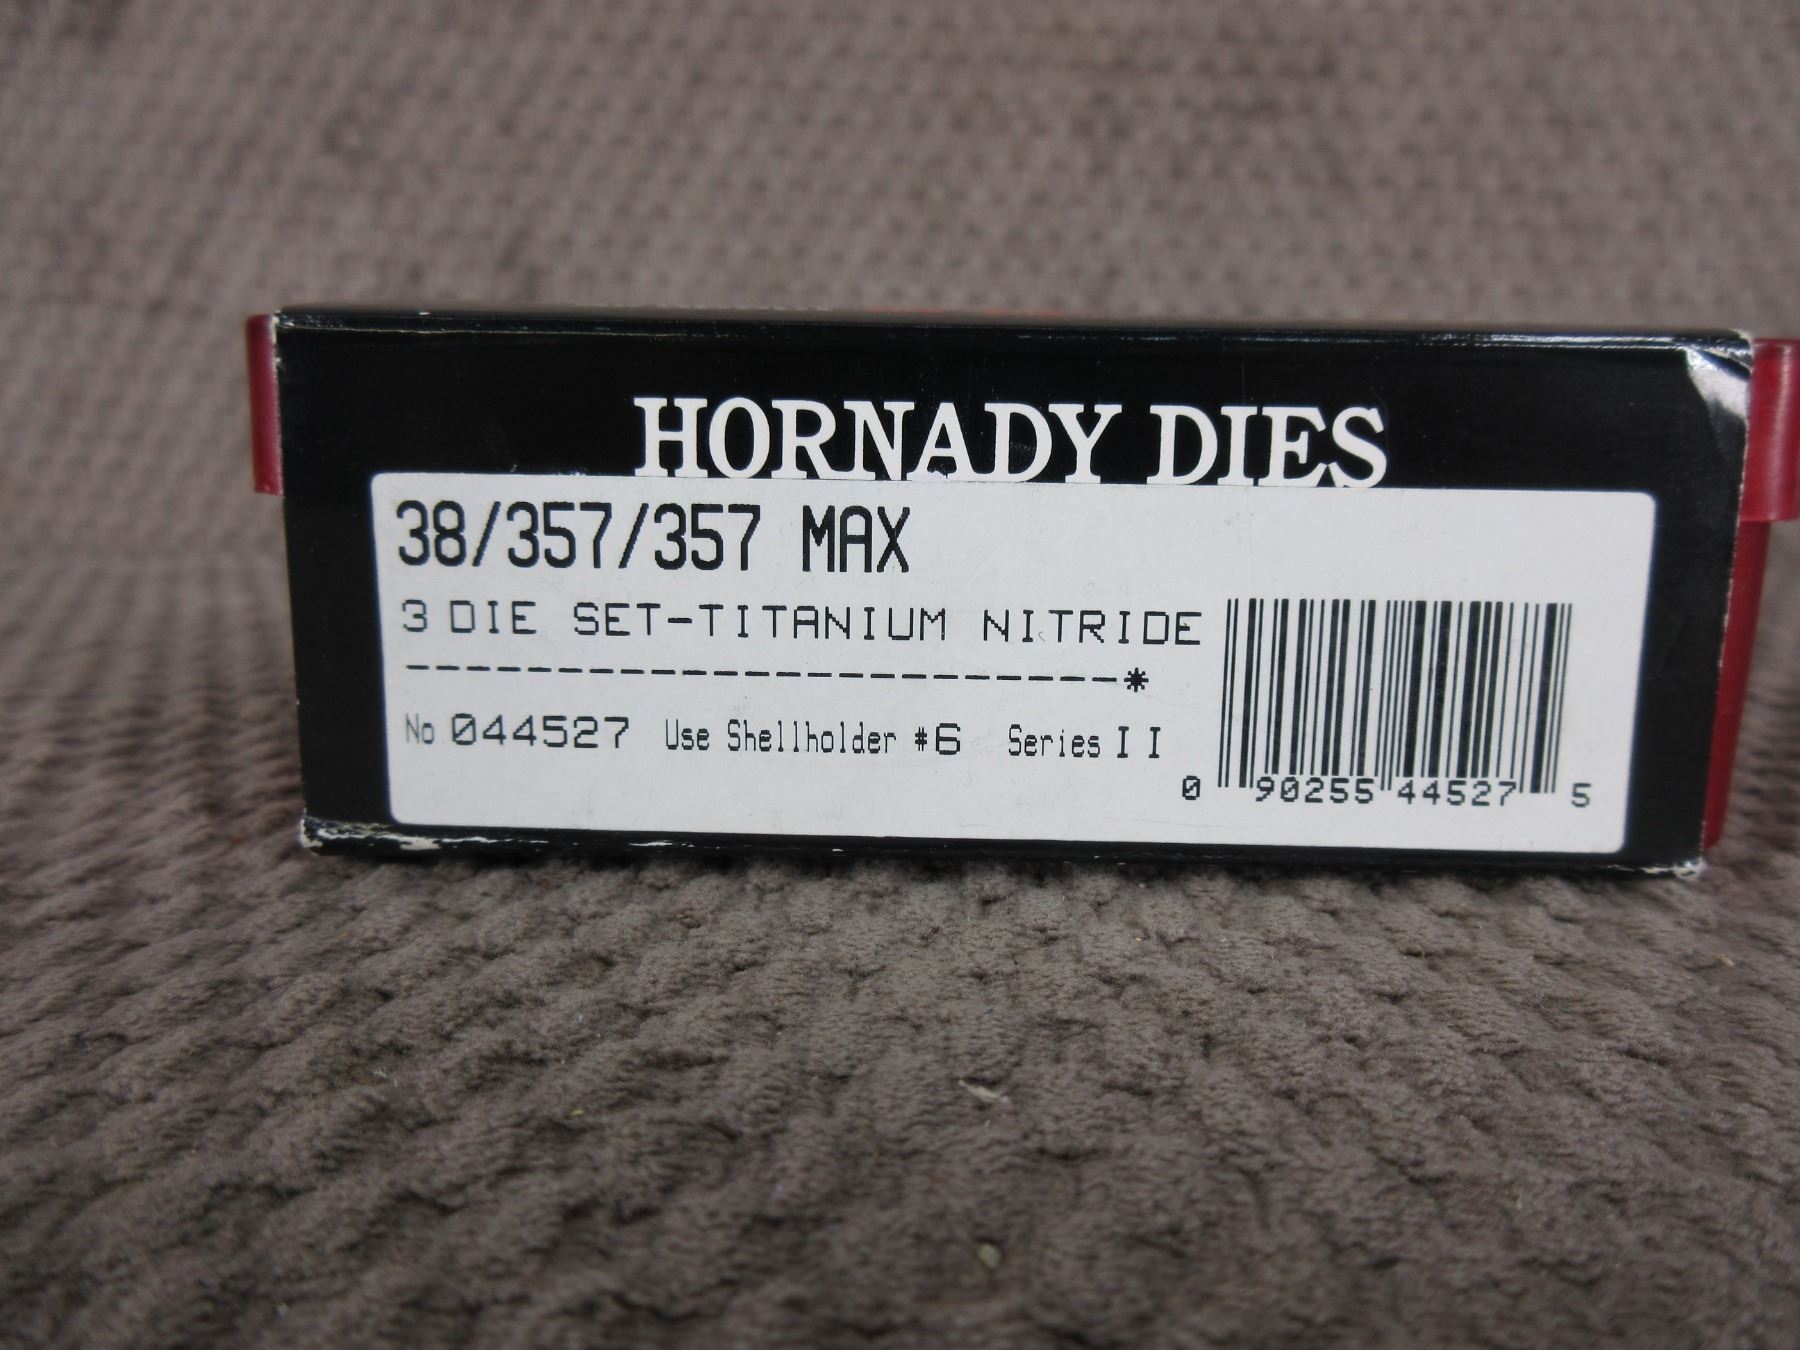 HORNADY DIES
38/357/357 MAX
3 DIE SET-TITANIUM NITRIDE
------------------------*
No 044527 Use Shellholder #6 Series II
0 90255 44527 5